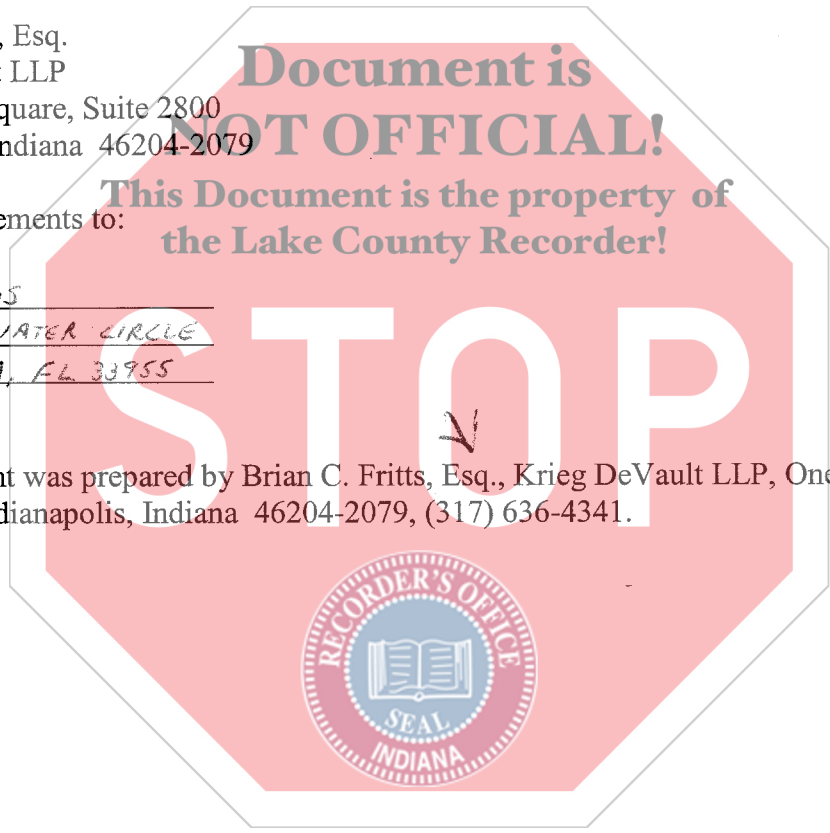 , Esq.
LLP
quare, Suite 2800
ndiana 46204-2079
ements to:
WATER CIRCLE
, FL 33955
nt was prepared by Brian C. Fritts, Esq., Krieg DeVault LLP, One
dianapolis, Indiana 46204-2079, (317) 636-4341.
Document is
NOT OFFICIAL!
This Document is the property of
the Lake County Recorder!
STOP
RECORDER'S OFFICE
SEAL
INDIANA